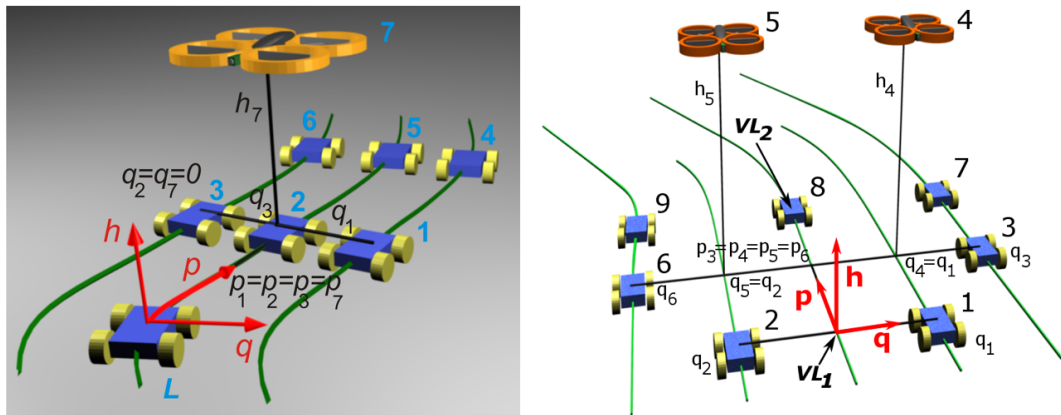 7
h₇
6
5
4
q₂=q₇=0
3
q₃
2
q₁
1
h
p
p₁=p₂=p₃=p₇
q
L
5
4
h₅
h₄
VL₂
7
8
9
3
p₃=p₄=p₅=p₆
6
q₄=q₁
q₃
q₆
q₅=q₂
h
p
1
2
q
q₁
q₂
VL₁